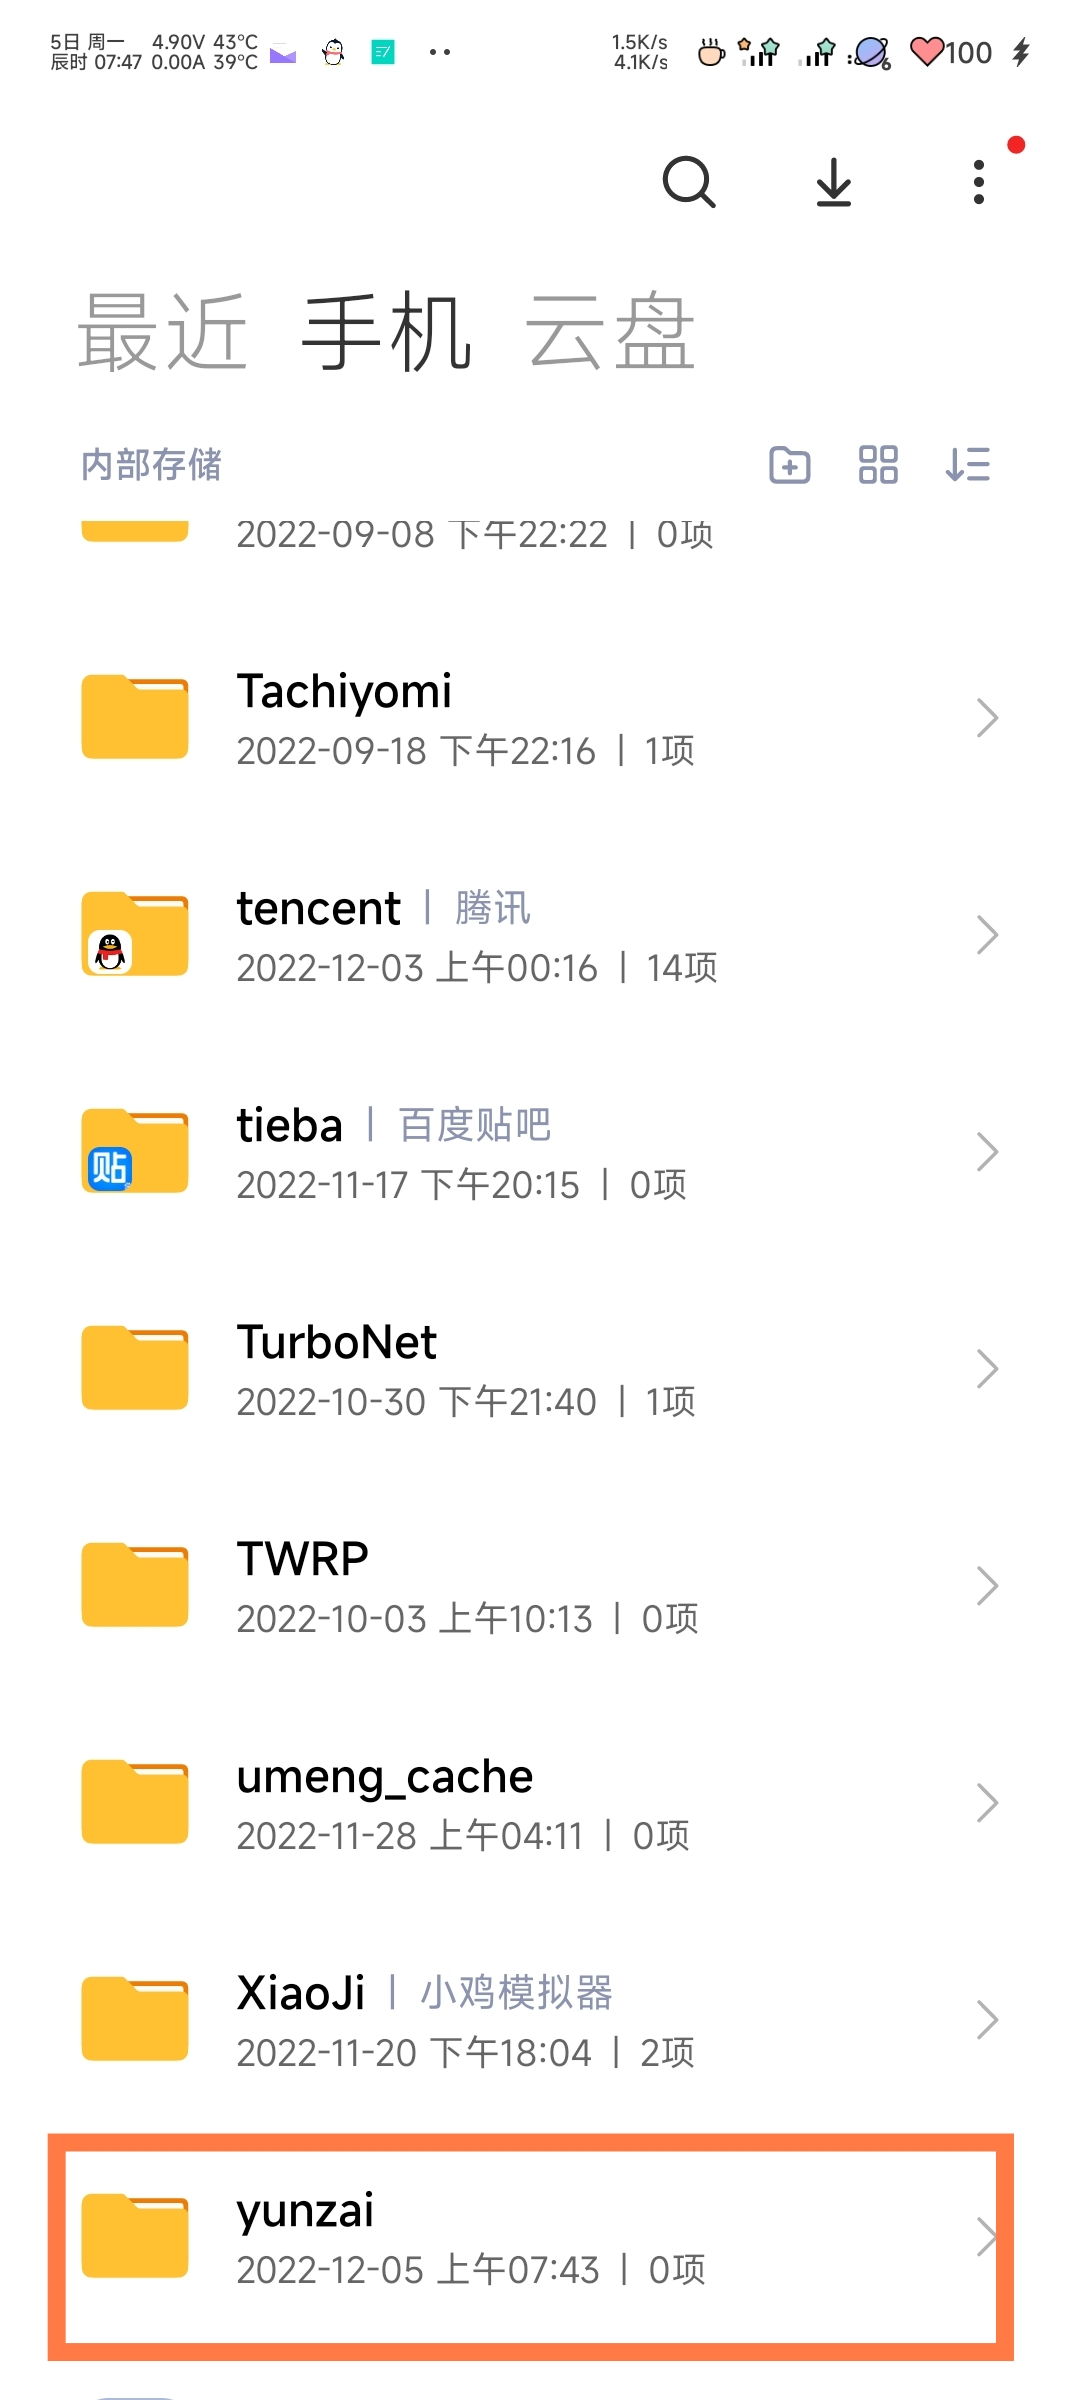 5日 周一 4.90V 43°C
辰时 07:47 0.00A 39°C
1.5K/s
4.1K/s
6
100
最近 手机 云盘
内部存储
2022-09-08 下午22:22 | 0项
Tachiyomi
2022-09-18 下午22:16 | 1项
tencent | 腾讯
2022-12-03 上午00:16 | 14项
tieba | 百度贴吧
贴
2022-11-17 下午20:15 | 0项
TurboNet
2022-10-30 下午21:40 | 1项
TWRP
2022-10-03 上午10:13 | 0项
umeng_cache
2022-11-28 上午04:11 | 0项
XiaoJi | 小鸡模拟器
2022-11-20 下午18:04 | 2项
yunzai
2022-12-05 上午07:43 | 0项